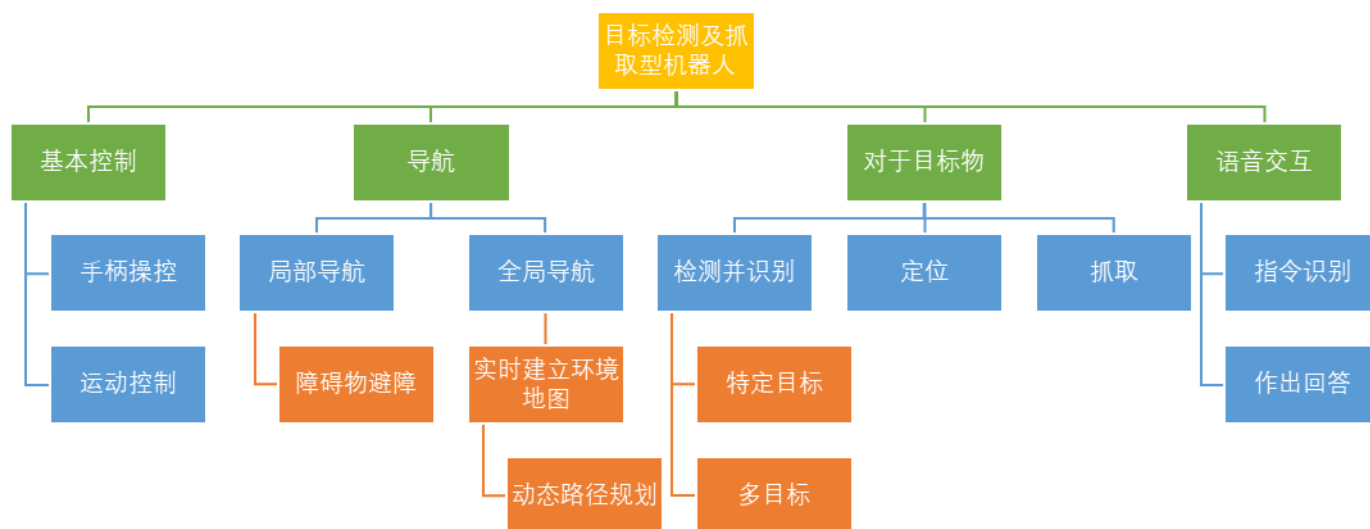 目标检测及抓
取型机器人
基本控制
导航
对于目标物
语音交互
手柄操控
局部导航
全局导航
检测并识别
定位
抓取
指令识别
运动控制
障碍物避障
实时建立环境
地图
特定目标
作出回答
动态路径规划
多目标